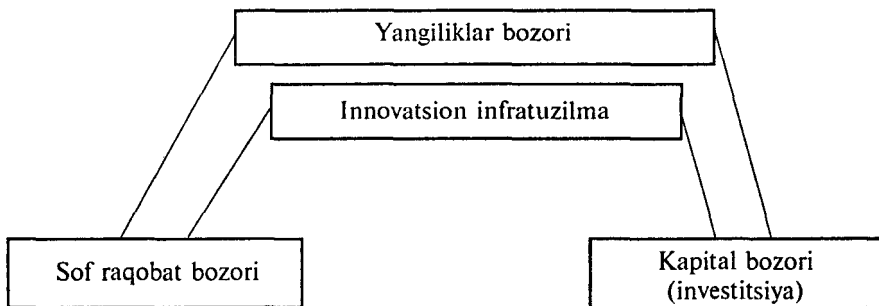 Yangiliklar bozori
Innovatsion infratuzilma
Sof raqobat bozori
Kapital bozori
(investitsiya)